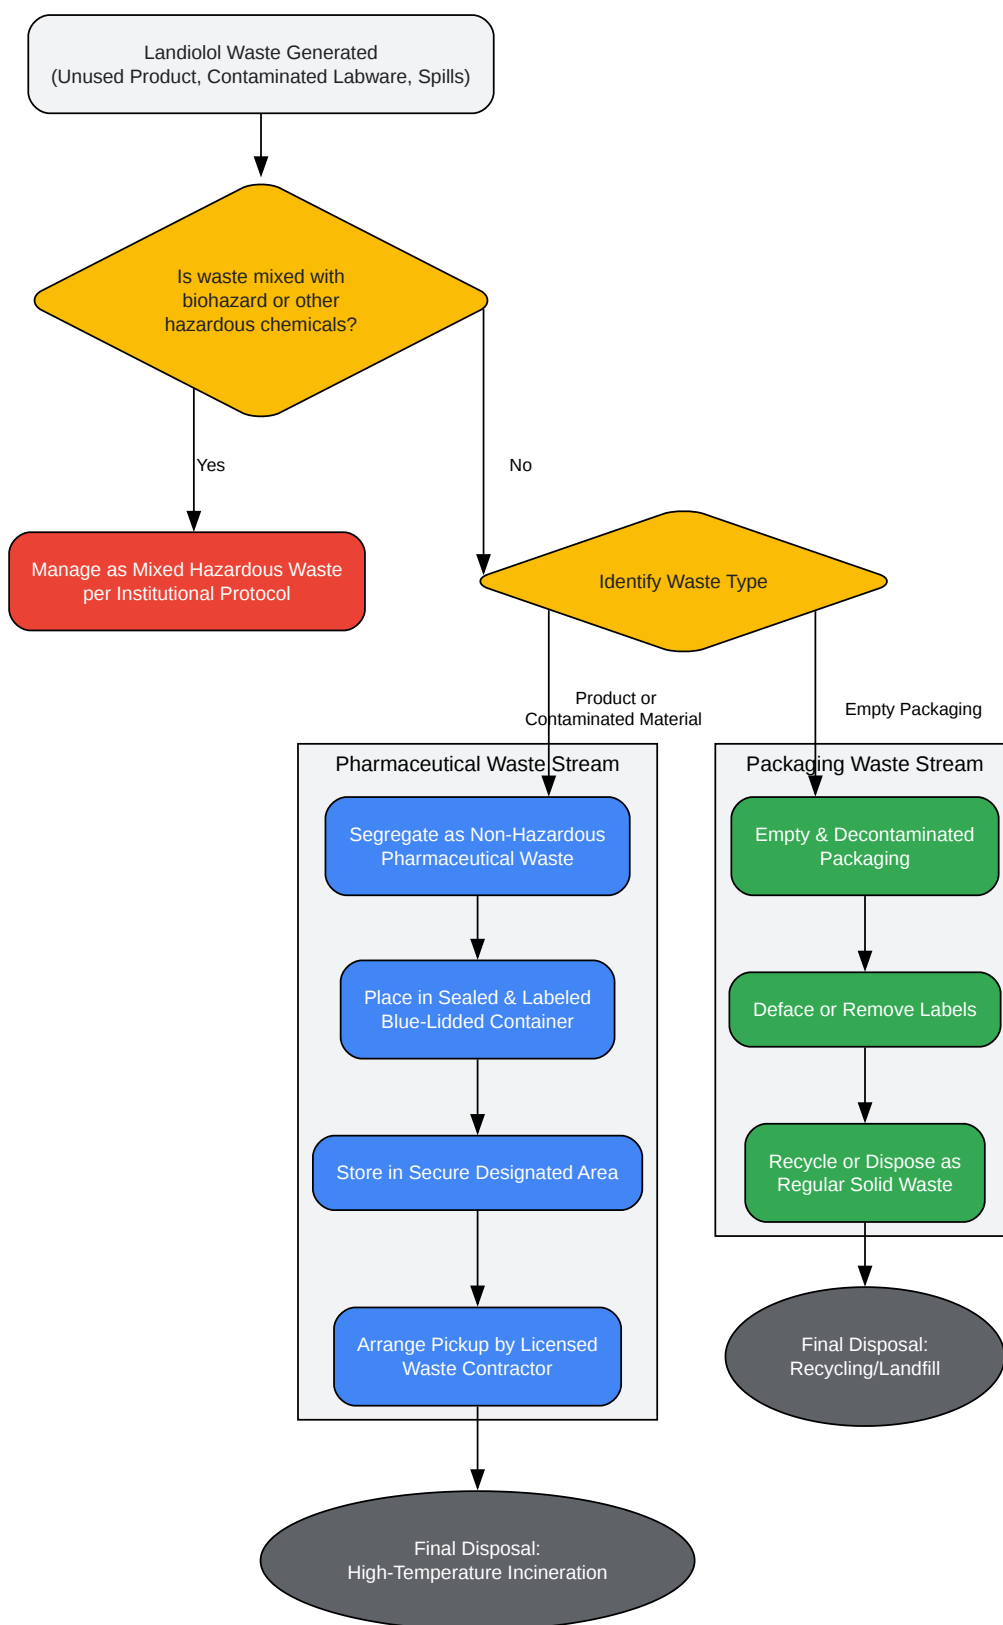 Landiolol Waste Generated
(Unused Product, Contaminated Labware, Spills)
Is waste mixed with
biohazard or other
hazardous chemicals?
Yes
No
Manage as Mixed Hazardous Waste
per Institutional Protocol
Identify Waste Type
Product or
Contaminated Material
Empty Packaging
Pharmaceutical Waste Stream
Segregate as Non-Hazardous
Pharmaceutical Waste
Place in Sealed & Labeled
Blue-Lidded Container
Store in Secure Designated Area
Arrange Pickup by Licensed
Waste Contractor
Final Disposal:
High-Temperature Incineration
Packaging Waste Stream
Empty & Decontaminated
Packaging
Deface or Remove Labels
Recycle or Dispose as
Regular Solid Waste
Final Disposal:
Recycling/Landfill